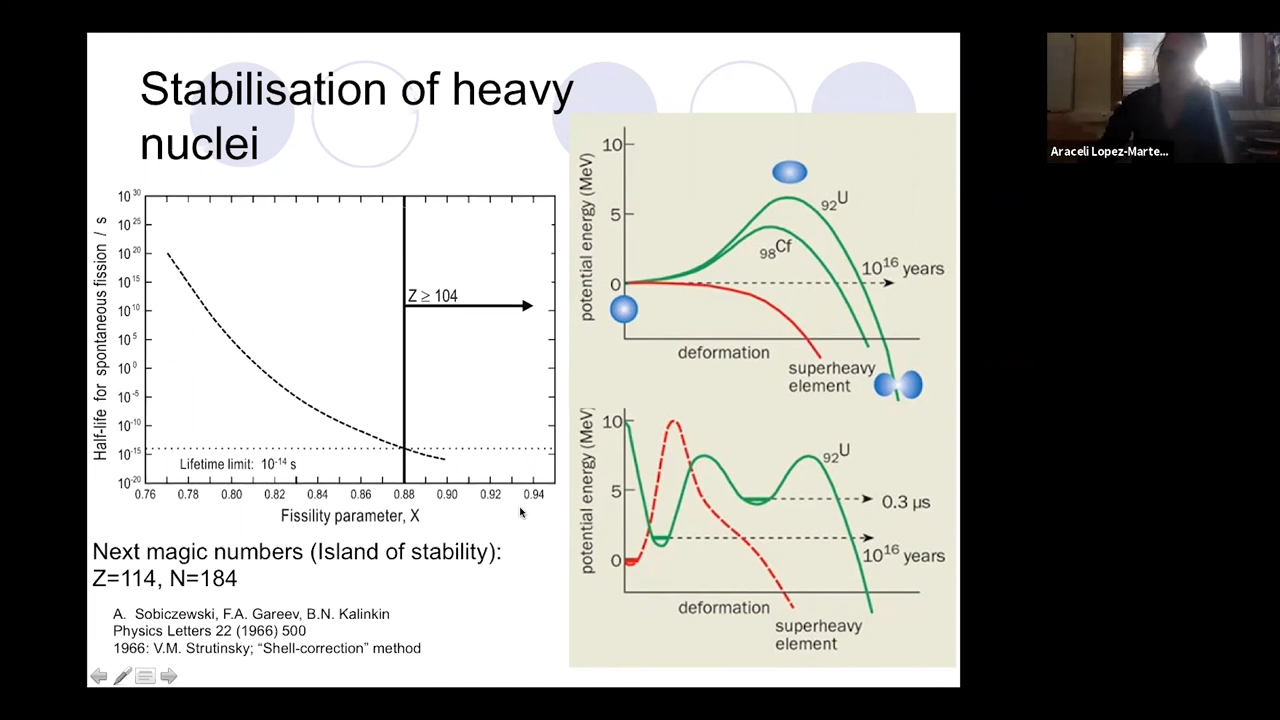 Stabilisation of heavy
nuclei
10^30
10^25
10^20
10^15
10^10
10^5
10^0
10^-5
10^-10
10^-15
10^-20
Half-life for spontaneous fission / s
Z ≥ 104
Lifetime limit: 10^-14 s
0.76 0.78 0.80 0.82 0.84 0.86 0.88 0.90 0.92 0.94
Fissility parameter, X
Next magic numbers (Island of stability):
Z=114, N=184
A. Sobiczewski, F.A. Gareev, B.N. Kalinkin
Physics Letters 22 (1966) 500
1966: V.M. Strutinsky; “Shell-correction” method
potential energy (MeV)
10
5
0
92U
98Cf
10^16 years
deformation
superheavy
element
potential energy (MeV)
10
5
0
92U
0.3 μs
10^16 years
deformation
superheavy
element
Araceli Lopez-Marte...